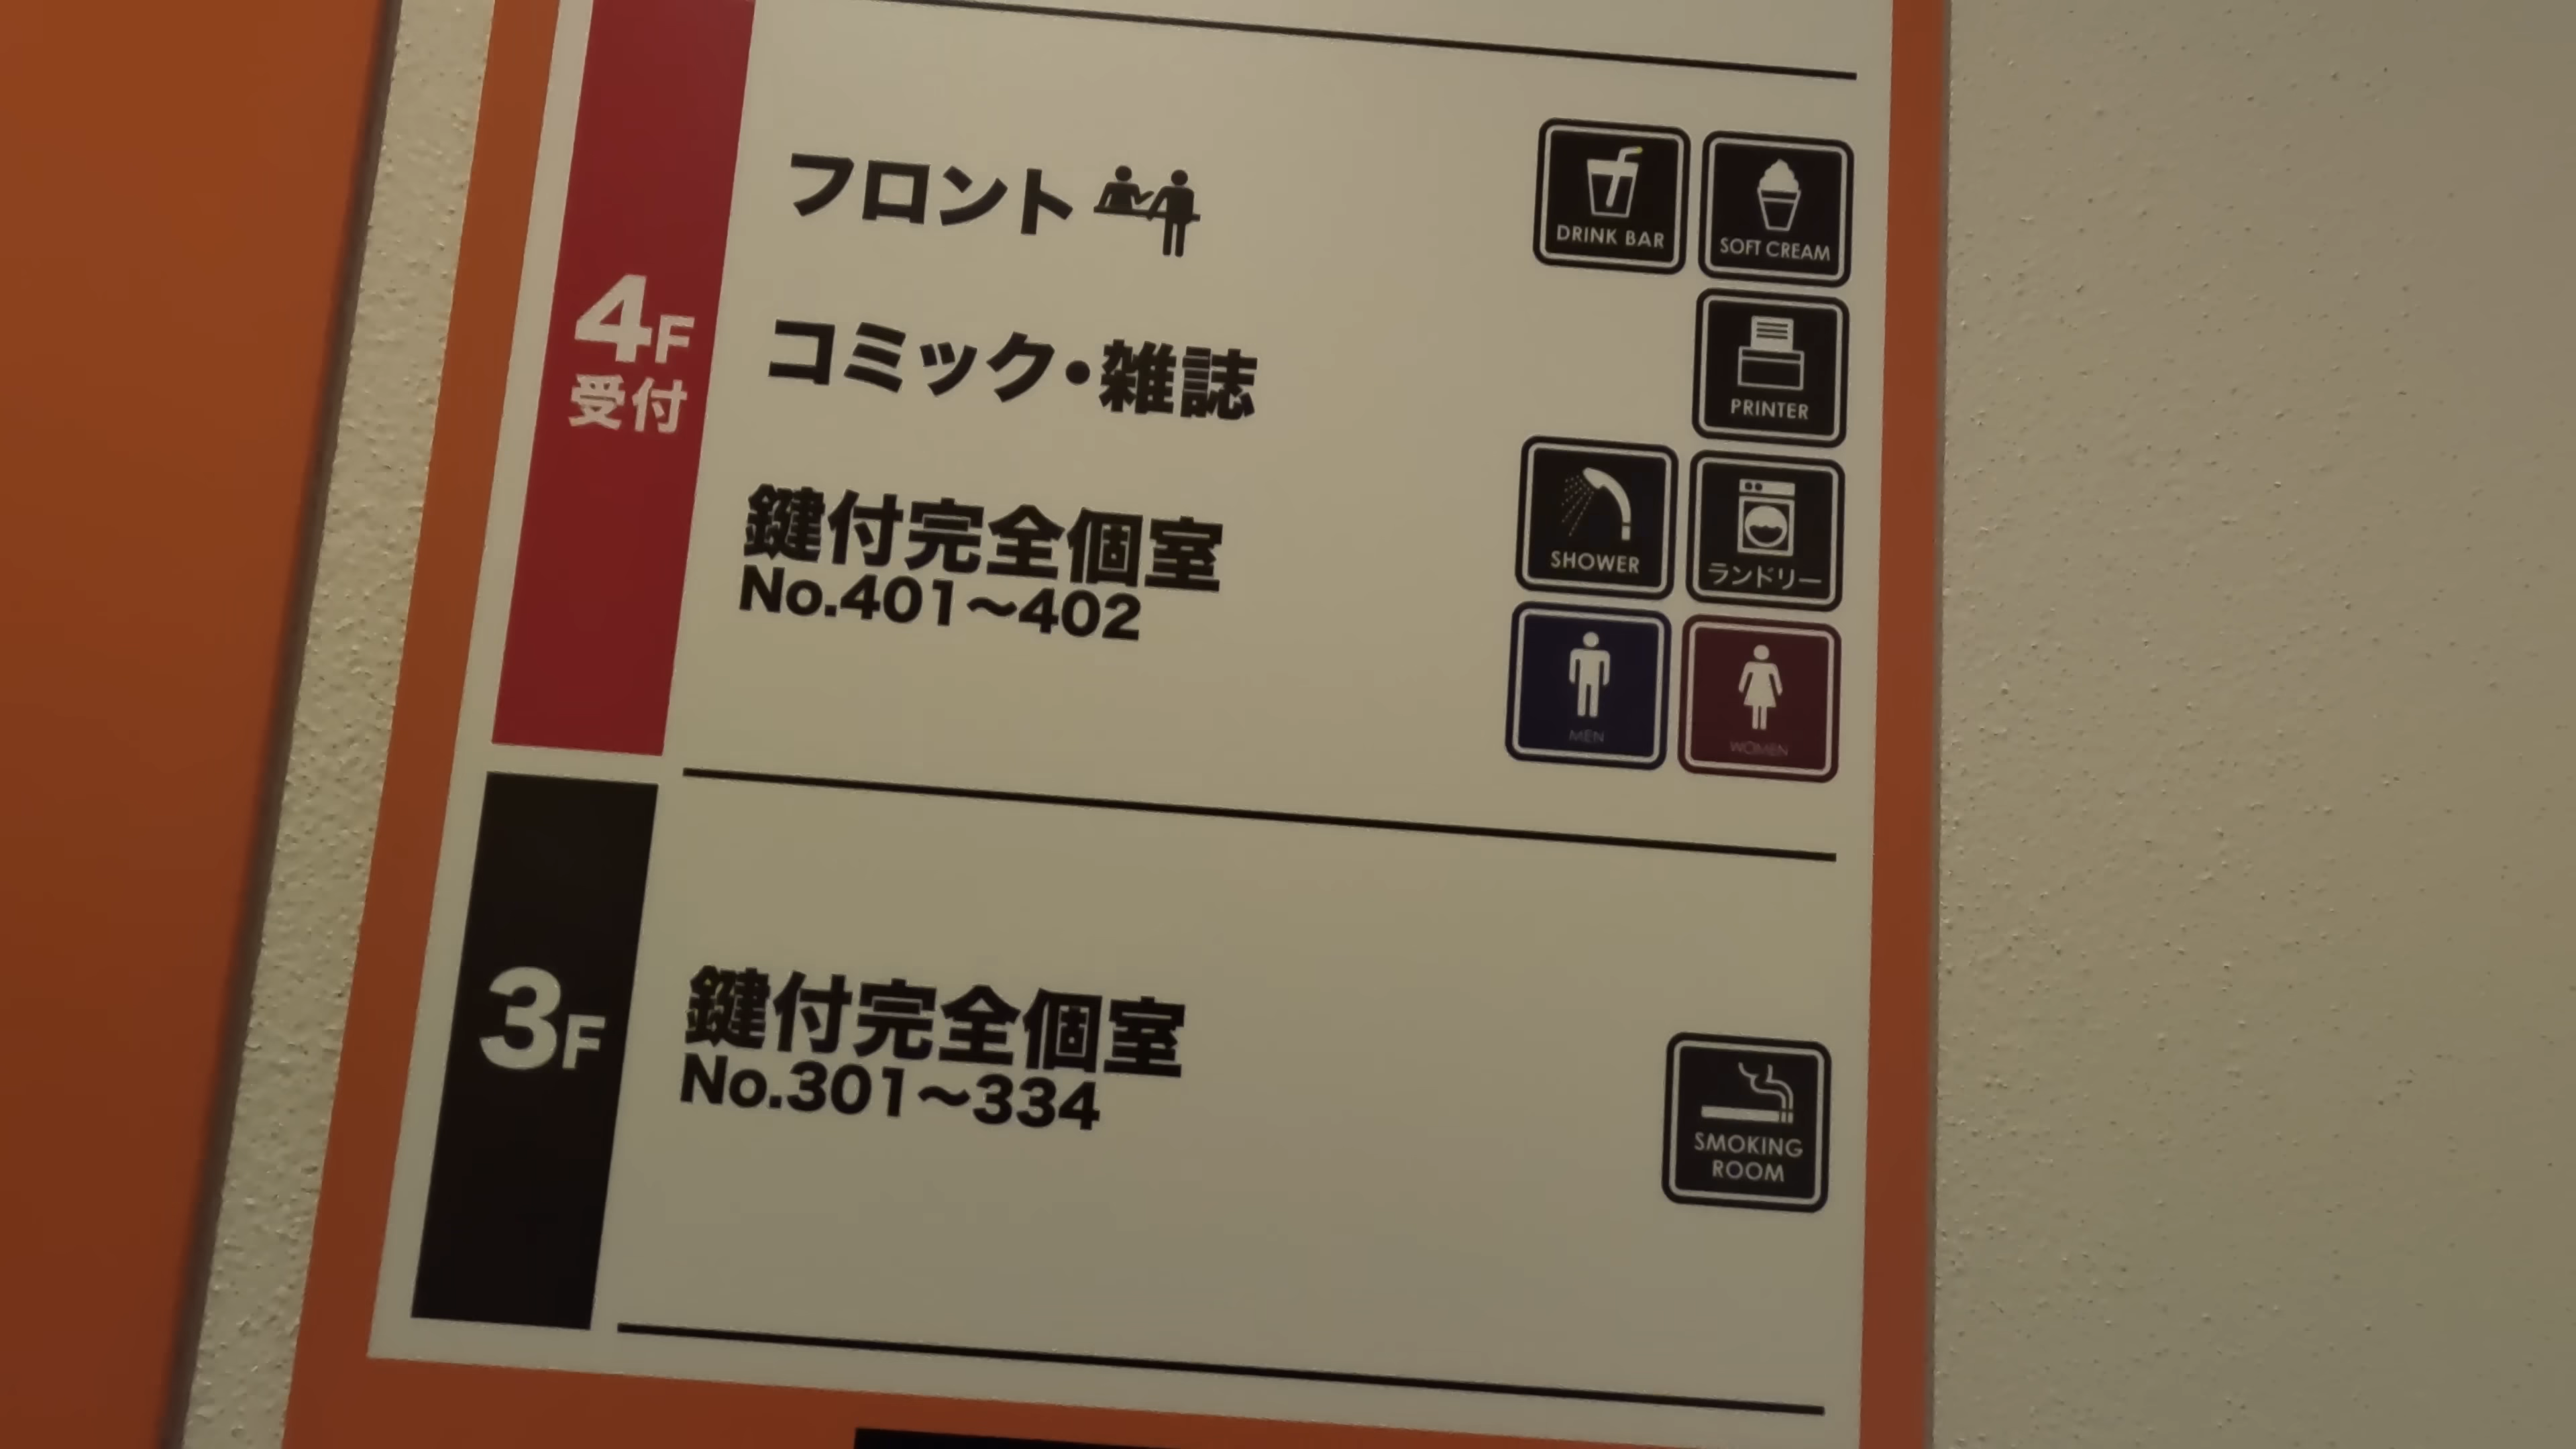 4F
受付
フロント
DRINK BAR
SOFT CREAM
コミック・雑誌
PRINTER
鍵付完全個室
No.401〜402
SHOWER
ランドリー
MEN
WOMEN
3F
鍵付完全個室
No.301〜334
SMOKING
ROOM